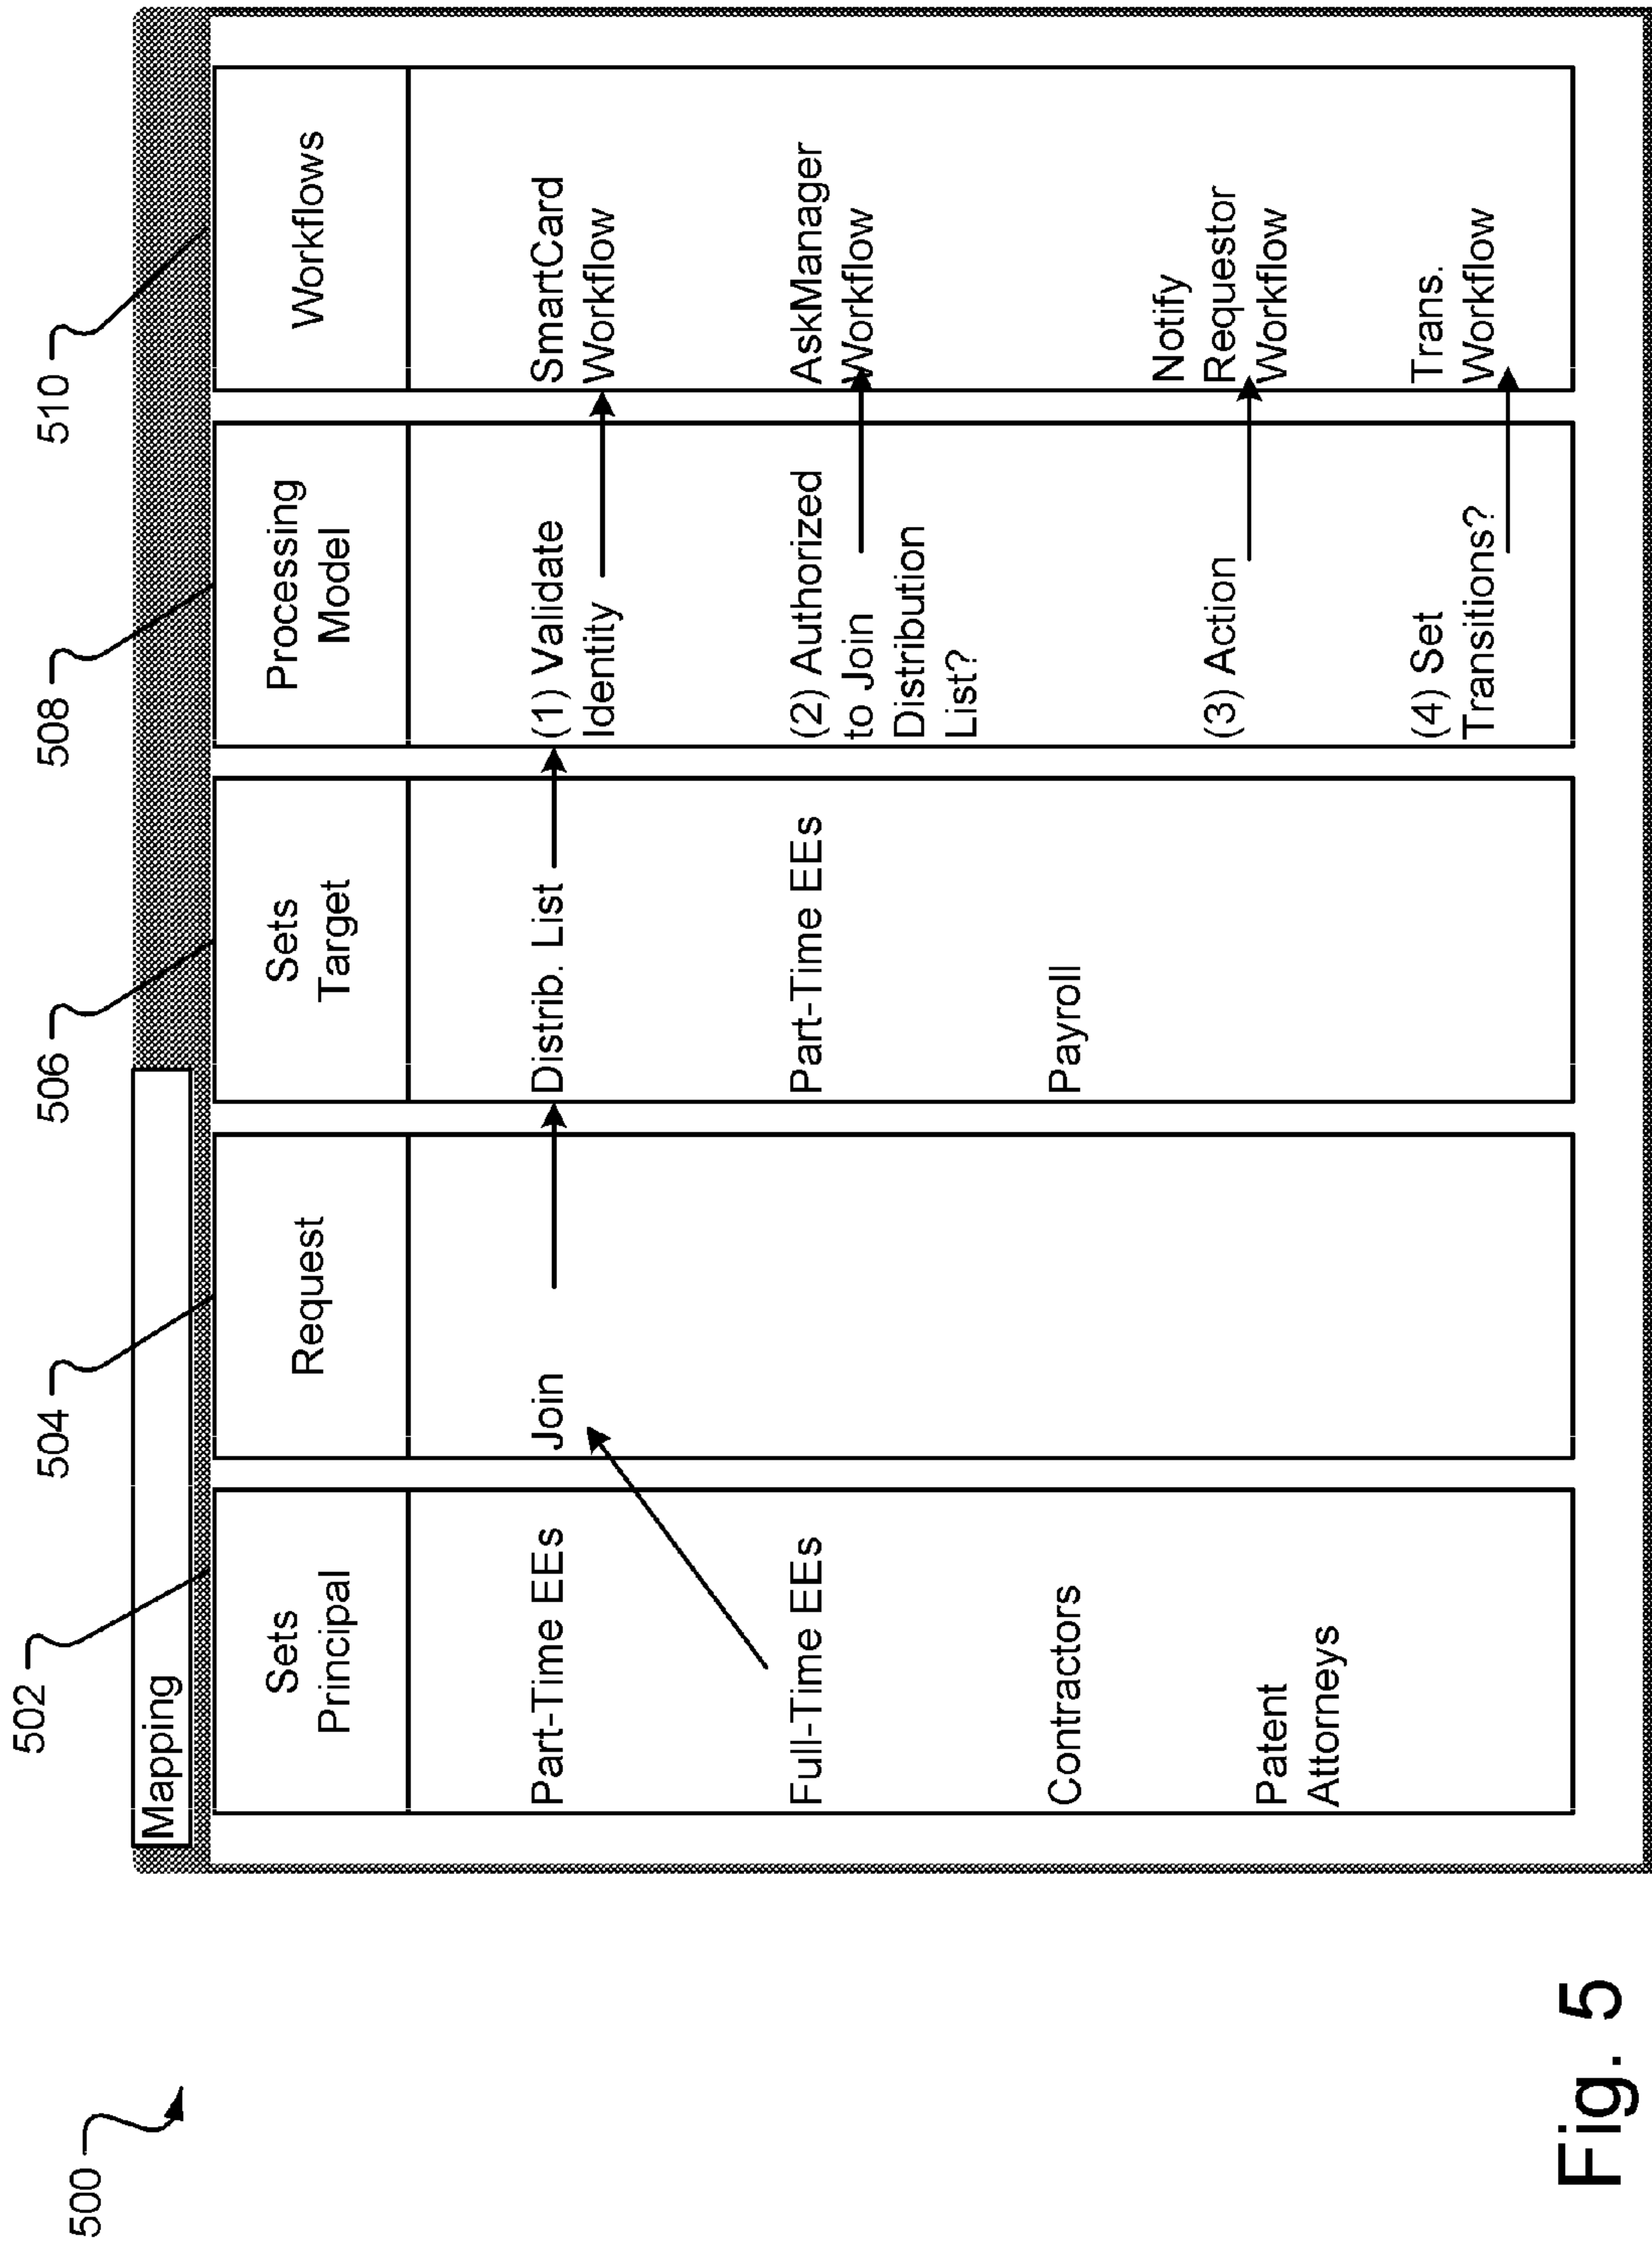 500
502
504
506
508
510
Mapping
Sets
Principal
Part-Time EEs
Full-Time EEs
Contractors
Patent
Attorneys
Request
Join
Sets
Target
Distrib. List
Part-Time EEs
Payroll
Processing
Model
(1) Validate
Identity
(2) Authorized
to Join
Distribution
List?
(3) Action
(4) Set
Transitions?
Workflows
SmartCard
Workflow
AskManager
Workflow
Notify
Requestor
Workflow
Trans.
Workflow
Fig. 5